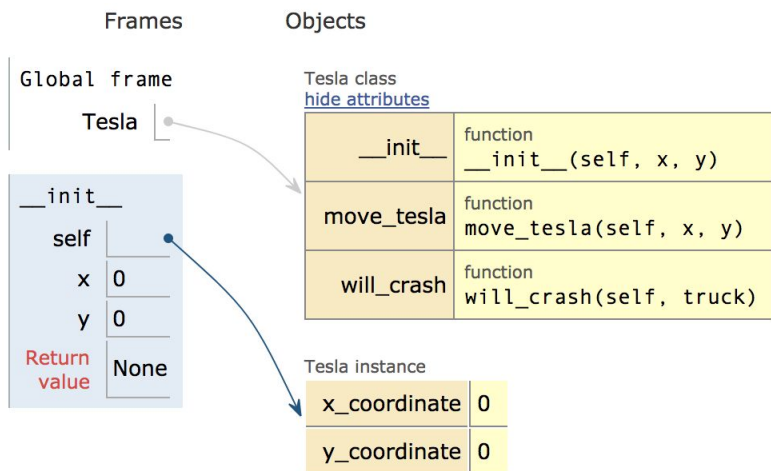 Frames
Objects
Global frame
Tesla
Tesla class
hide attributes
__init__
function
__init__(self, x, y)
move_tesla
function
move_tesla(self, x, y)
will_crash
function
will_crash(self, truck)
__init__
self
x 0
y 0
Return
value
None
Tesla instance
x_coordinate 0
y_coordinate 0